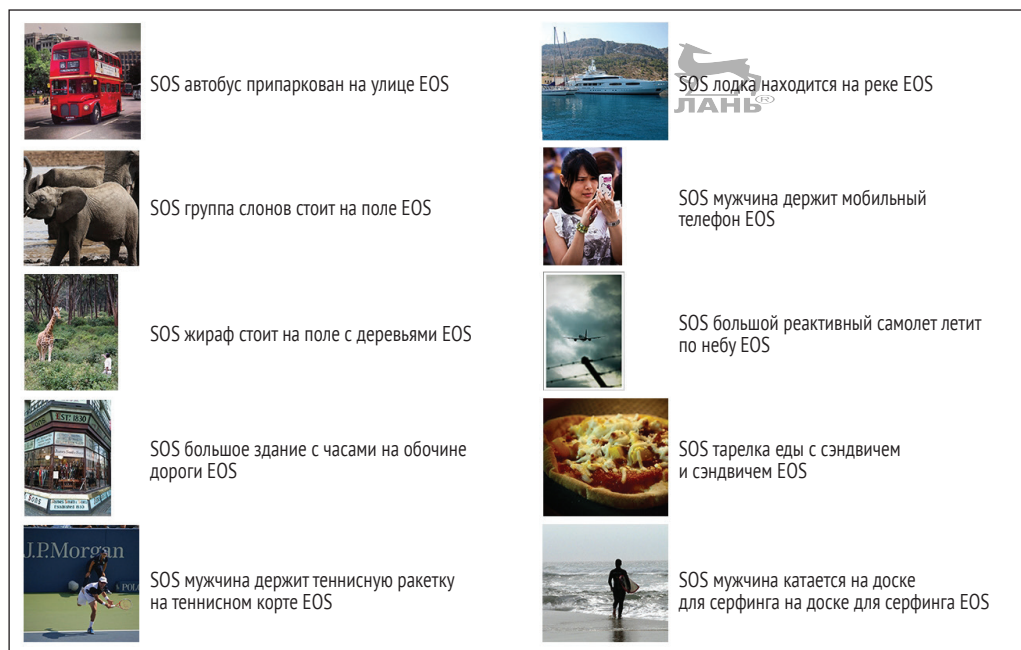 SOS автобус припаркован на улице EOS
SOS лодка находится на реке EOS
ЛАНЬ®
SOS группа слонов стоит на поле EOS
SOS мужчина держит мобильный
телефон EOS
SOS жираф стоит на поле с деревьями EOS
SOS большой реактивный самолет летит
по небу EOS
EST. 1830
SOS большое здание с часами на обочине
дороги EOS
SOS тарелка еды с сэндвичем
и сэндвичем EOS
J.P.Morgan
POLO
SOS мужчина держит теннисную ракетку
на теннисном корте EOS
SOS мужчина катается на доске
для серфинга на доске для серфинга EOS